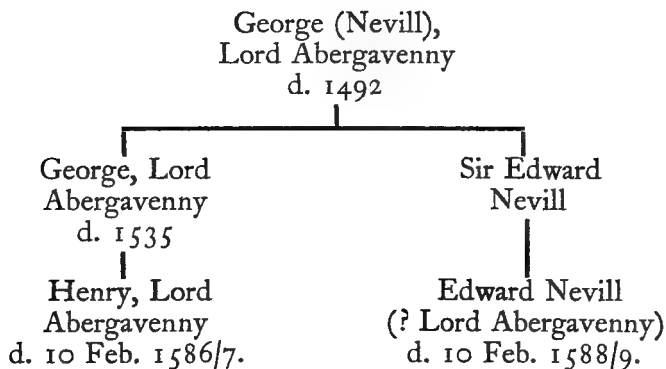 George (Nevill),
Lord Abergavenny
d. 1492
George, Lord
Abergavenny
d. 1535
Henry, Lord
Abergavenny
d. 10 Feb. 1586/7.
Sir Edward
Nevill
Edward Nevill
(? Lord Abergavenny)
d. 10 Feb. 1588/9.